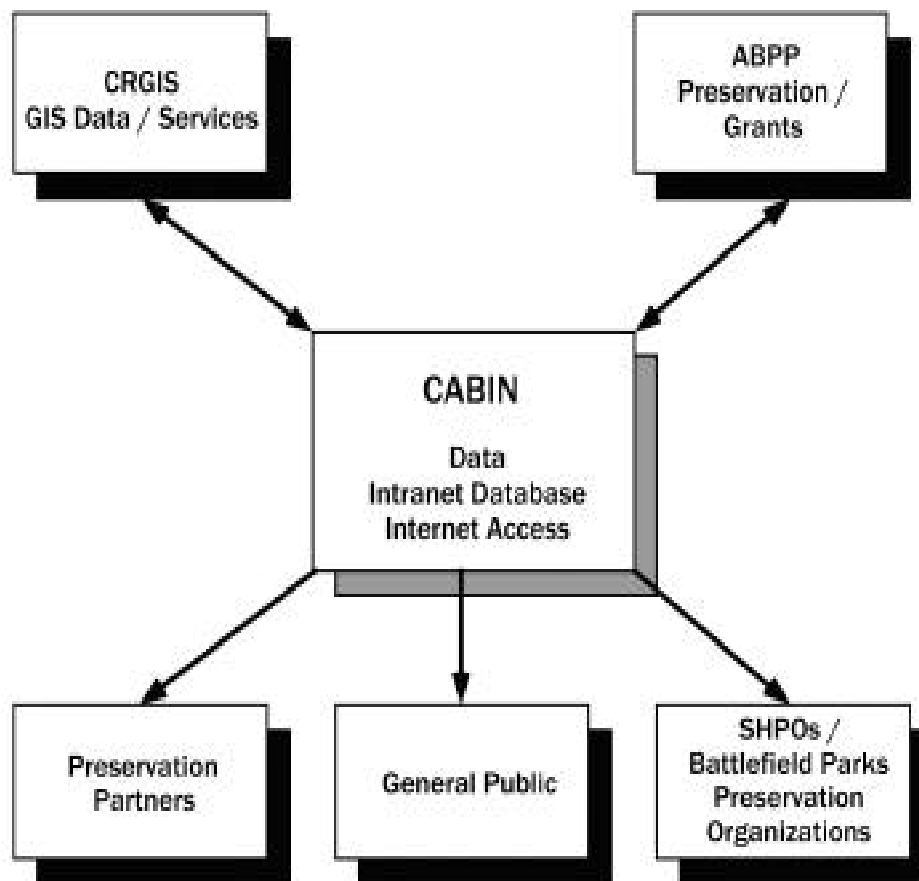 CRGIS
GIS Data / Services
ABPP
Preservation /
Grants
CABIN
Data
Intranet Database
Internet Access
Preservation
Partners
General Public
SHPOs /
Battlefield Parks
Preservation
Organizations